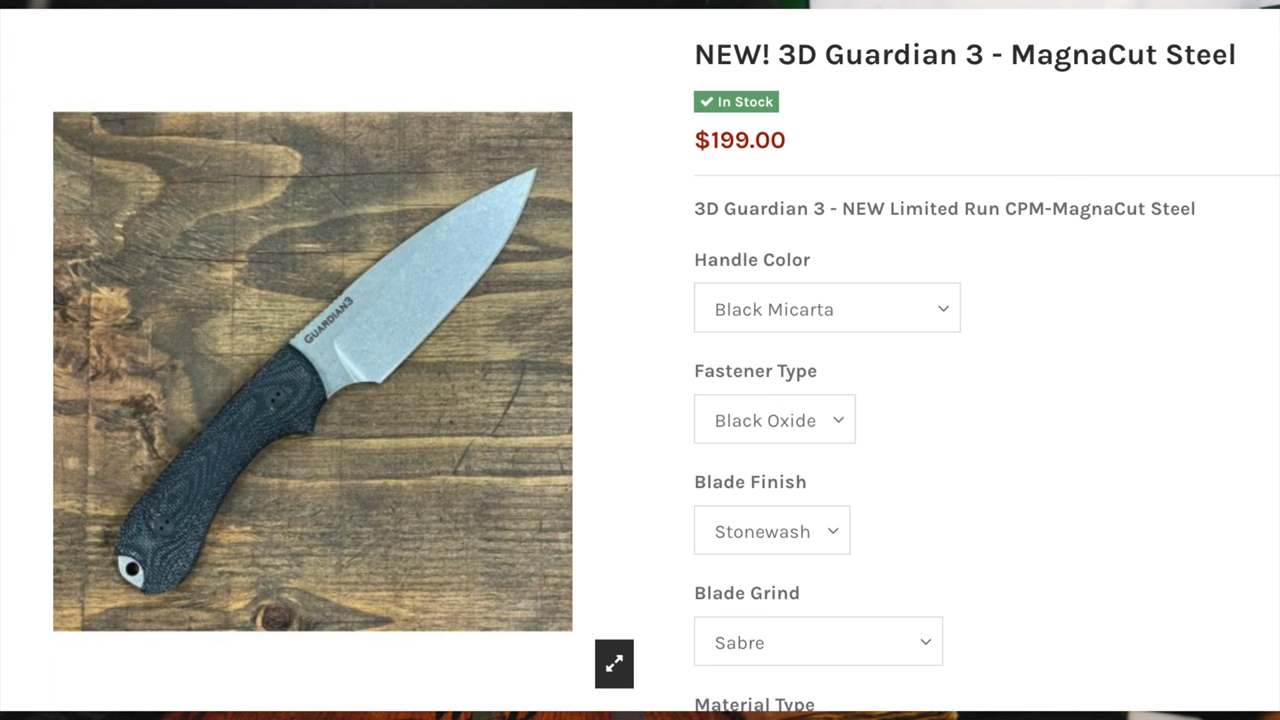 NEW! 3D Guardian 3 - MagnaCut Steel
In Stock
$199.00
3D Guardian 3 - NEW Limited Run CPM-MagnaCut Steel
Handle Color
Black Micarta
Fastener Type
Black Oxide
Blade Finish
Stonewash
Blade Grind
Sabre
Material Type
GUARDIAN3